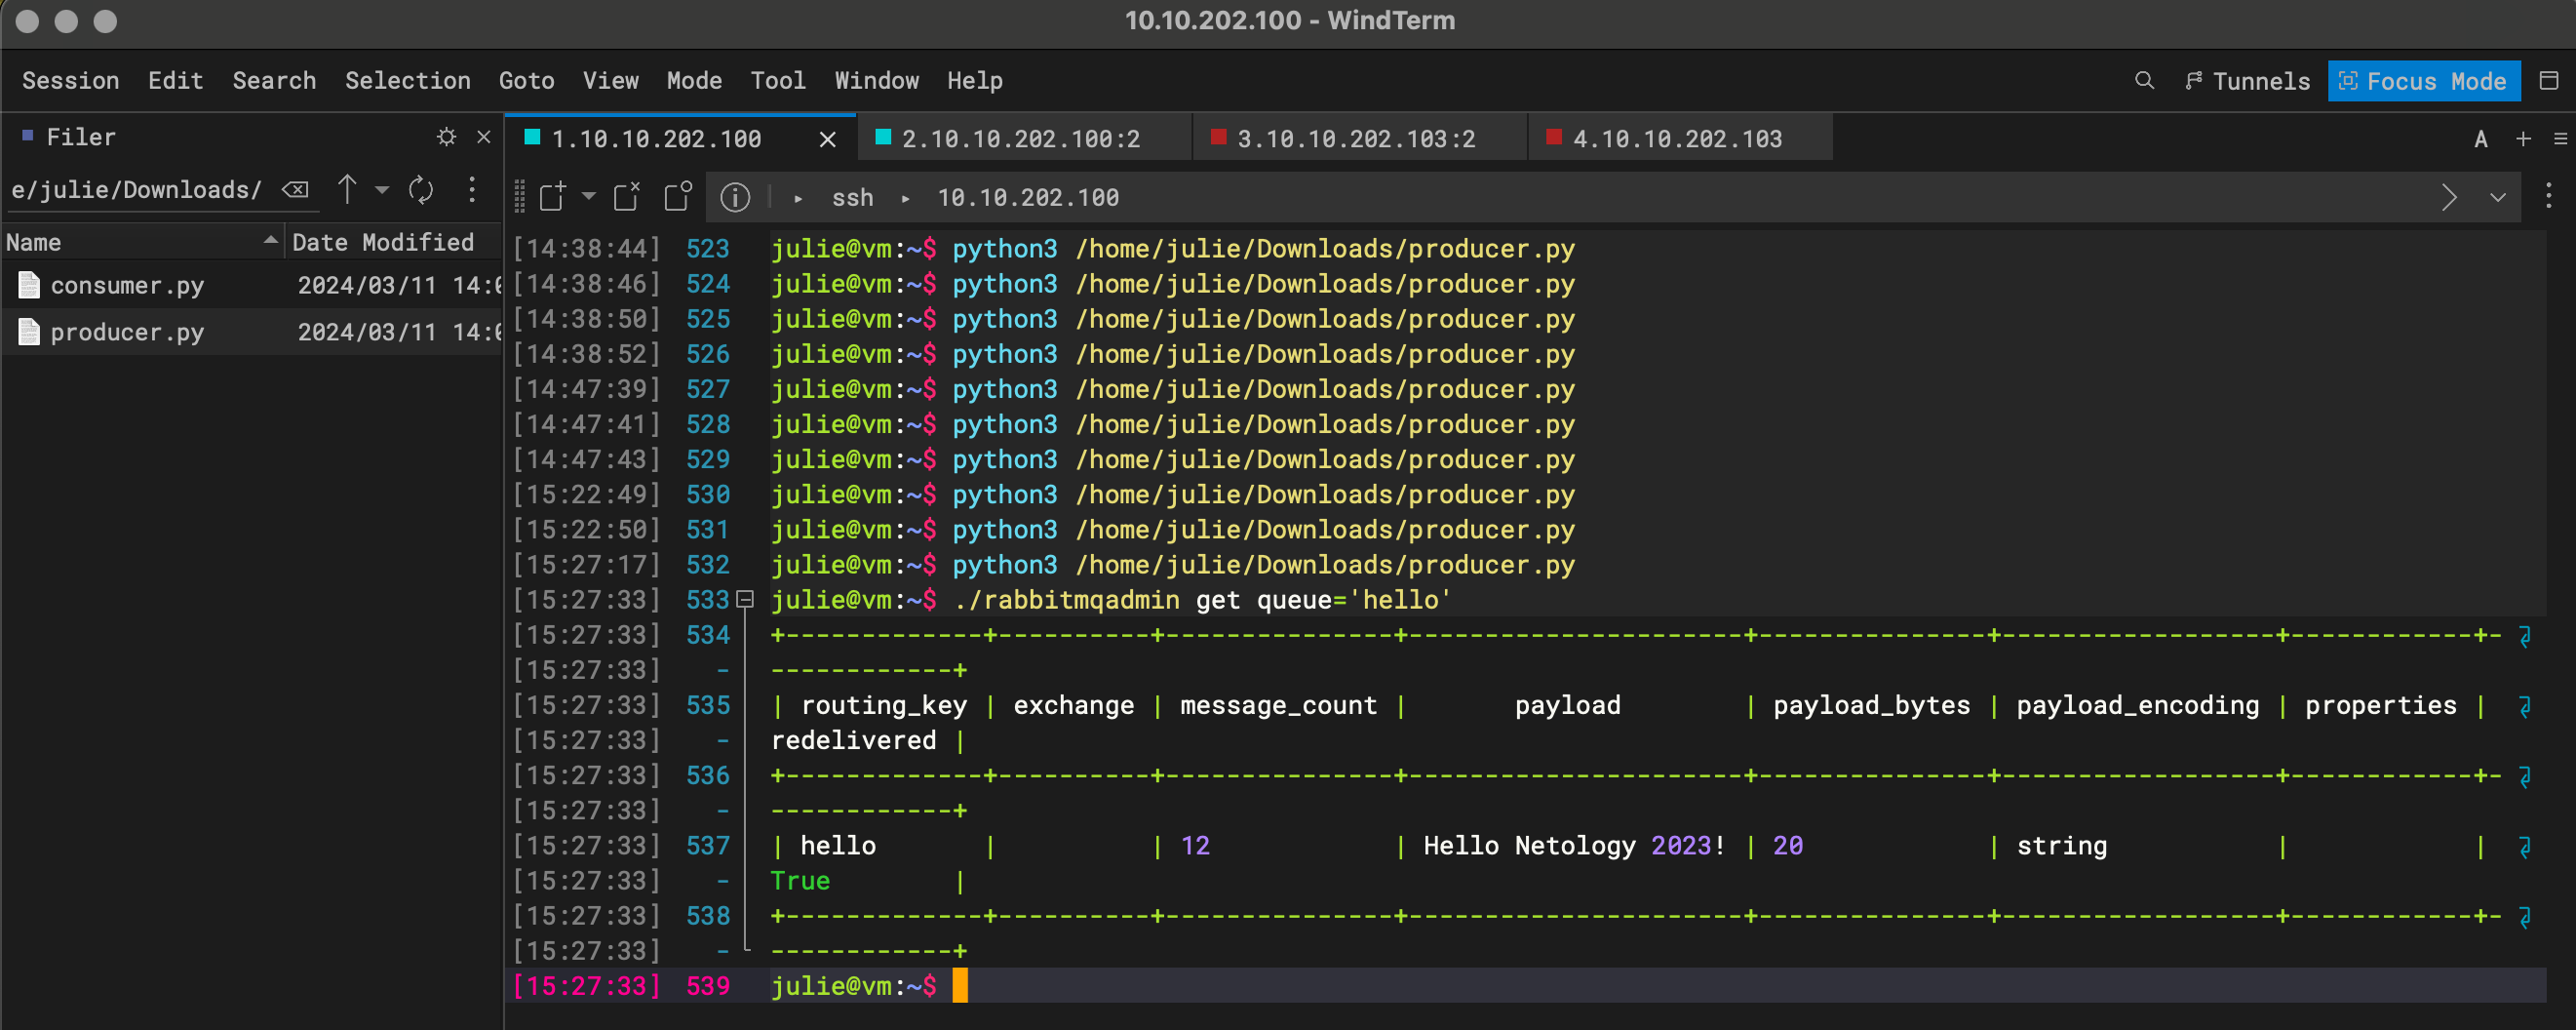 10.10.202.100 - WindTerm
Session Edit Search Selection Goto View Mode Tool Window Help Tunnels Focus Mode
Filer
1.10.10.202.100 2.10.10.202.100:2 3.10.10.202.103:2 4.10.10.202.103 A
e/julie/Downloads/
ssh 10.10.202.100
Name Date Modified
consumer.py 2024/03/11 14:0
producer.py 2024/03/11 14:0
[14:38:44] 523 julie@vm:~$ python3 /home/julie/Downloads/producer.py
[14:38:46] 524 julie@vm:~$ python3 /home/julie/Downloads/producer.py
[14:38:50] 525 julie@vm:~$ python3 /home/julie/Downloads/producer.py
[14:38:52] 526 julie@vm:~$ python3 /home/julie/Downloads/producer.py
[14:47:39] 527 julie@vm:~$ python3 /home/julie/Downloads/producer.py
[14:47:41] 528 julie@vm:~$ python3 /home/julie/Downloads/producer.py
[14:47:43] 529 julie@vm:~$ python3 /home/julie/Downloads/producer.py
[15:22:49] 530 julie@vm:~$ python3 /home/julie/Downloads/producer.py
[15:22:50] 531 julie@vm:~$ python3 /home/julie/Downloads/producer.py
[15:27:17] 532 julie@vm:~$ python3 /home/julie/Downloads/producer.py
[15:27:33] 533 julie@vm:~$ ./rabbitmqadmin get queue='hello'
[15:27:33] 534 +-------------+----------+---------------+----------------------+---------------+------------------+------------+-
[15:27:33] - ------------+
[15:27:33] 535 | routing_key | exchange | message_count |       payload        | payload_bytes | payload_encoding | properties |
[15:27:33] - redelivered |
[15:27:33] 536 +-------------+----------+---------------+----------------------+---------------+------------------+------------+-
[15:27:33] - ------------+
[15:27:33] 537 | hello       |          | 12            | Hello Netology 2023! | 20            | string           |            |
[15:27:33] - True        |
[15:27:33] 538 +-------------+----------+---------------+----------------------+---------------+------------------+------------+-
[15:27:33] - ------------+
[15:27:33] 539 julie@vm:~$